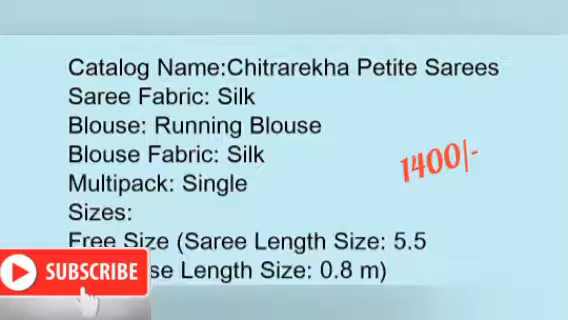 Catalog Name:Chitrarekha Petite Sarees
Saree Fabric: Silk
Blouse: Running Blouse
Blouse Fabric: Silk
1400/-
Multipack: Single
Sizes:
Free Size (Saree Length Size: 5.5
Length Size: 0.8 m)
SUBSCRIBE